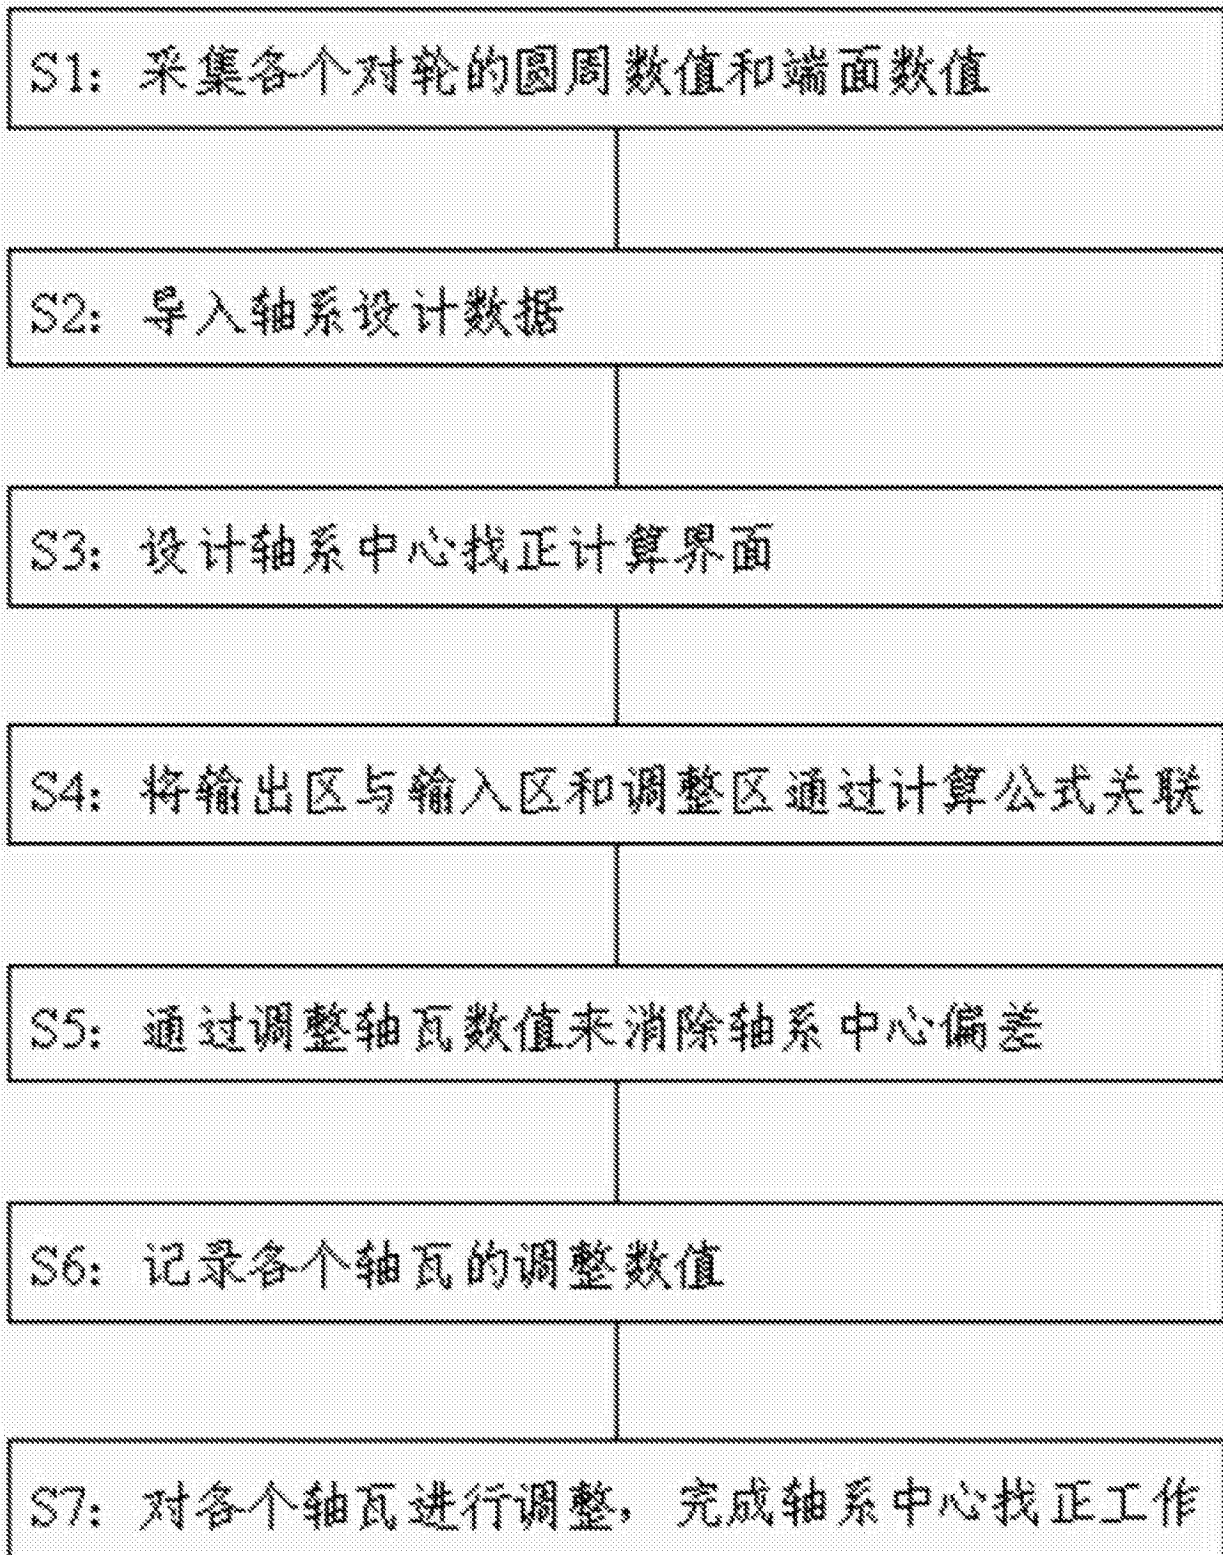 S1: 采集各个对轮的圆周数值和端面数值
S2: 导入轴系设计数据
S3: 设计轴系中心找正计算界面
S4: 将输出区与输入区和调整区通过计算公式关联
S5: 通过调整轴瓦数值来消除轴系中心偏差
S6: 记录各个轴瓦的调整数值
S7: 对各个轴瓦进行调整，完成轴系中心找正工作